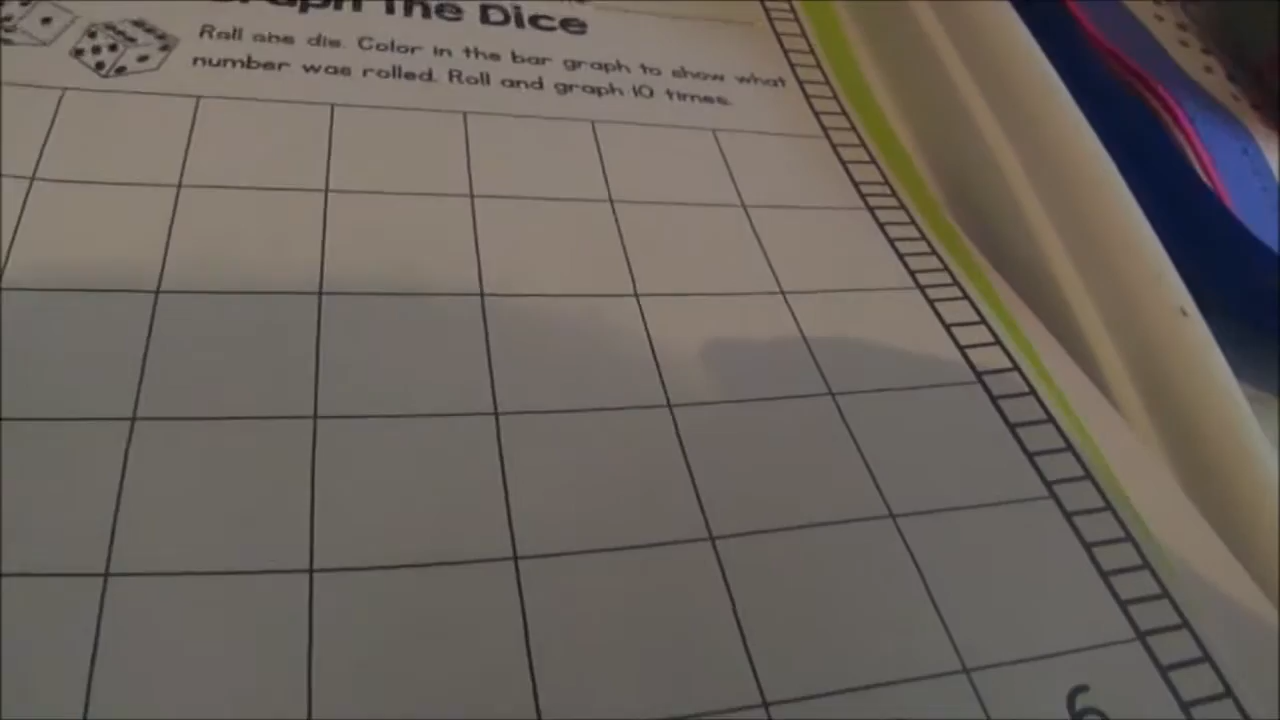 Graph The Dice
Roll one die. Color in the bar graph to show what
number was rolled. Roll and graph 10 times.
6